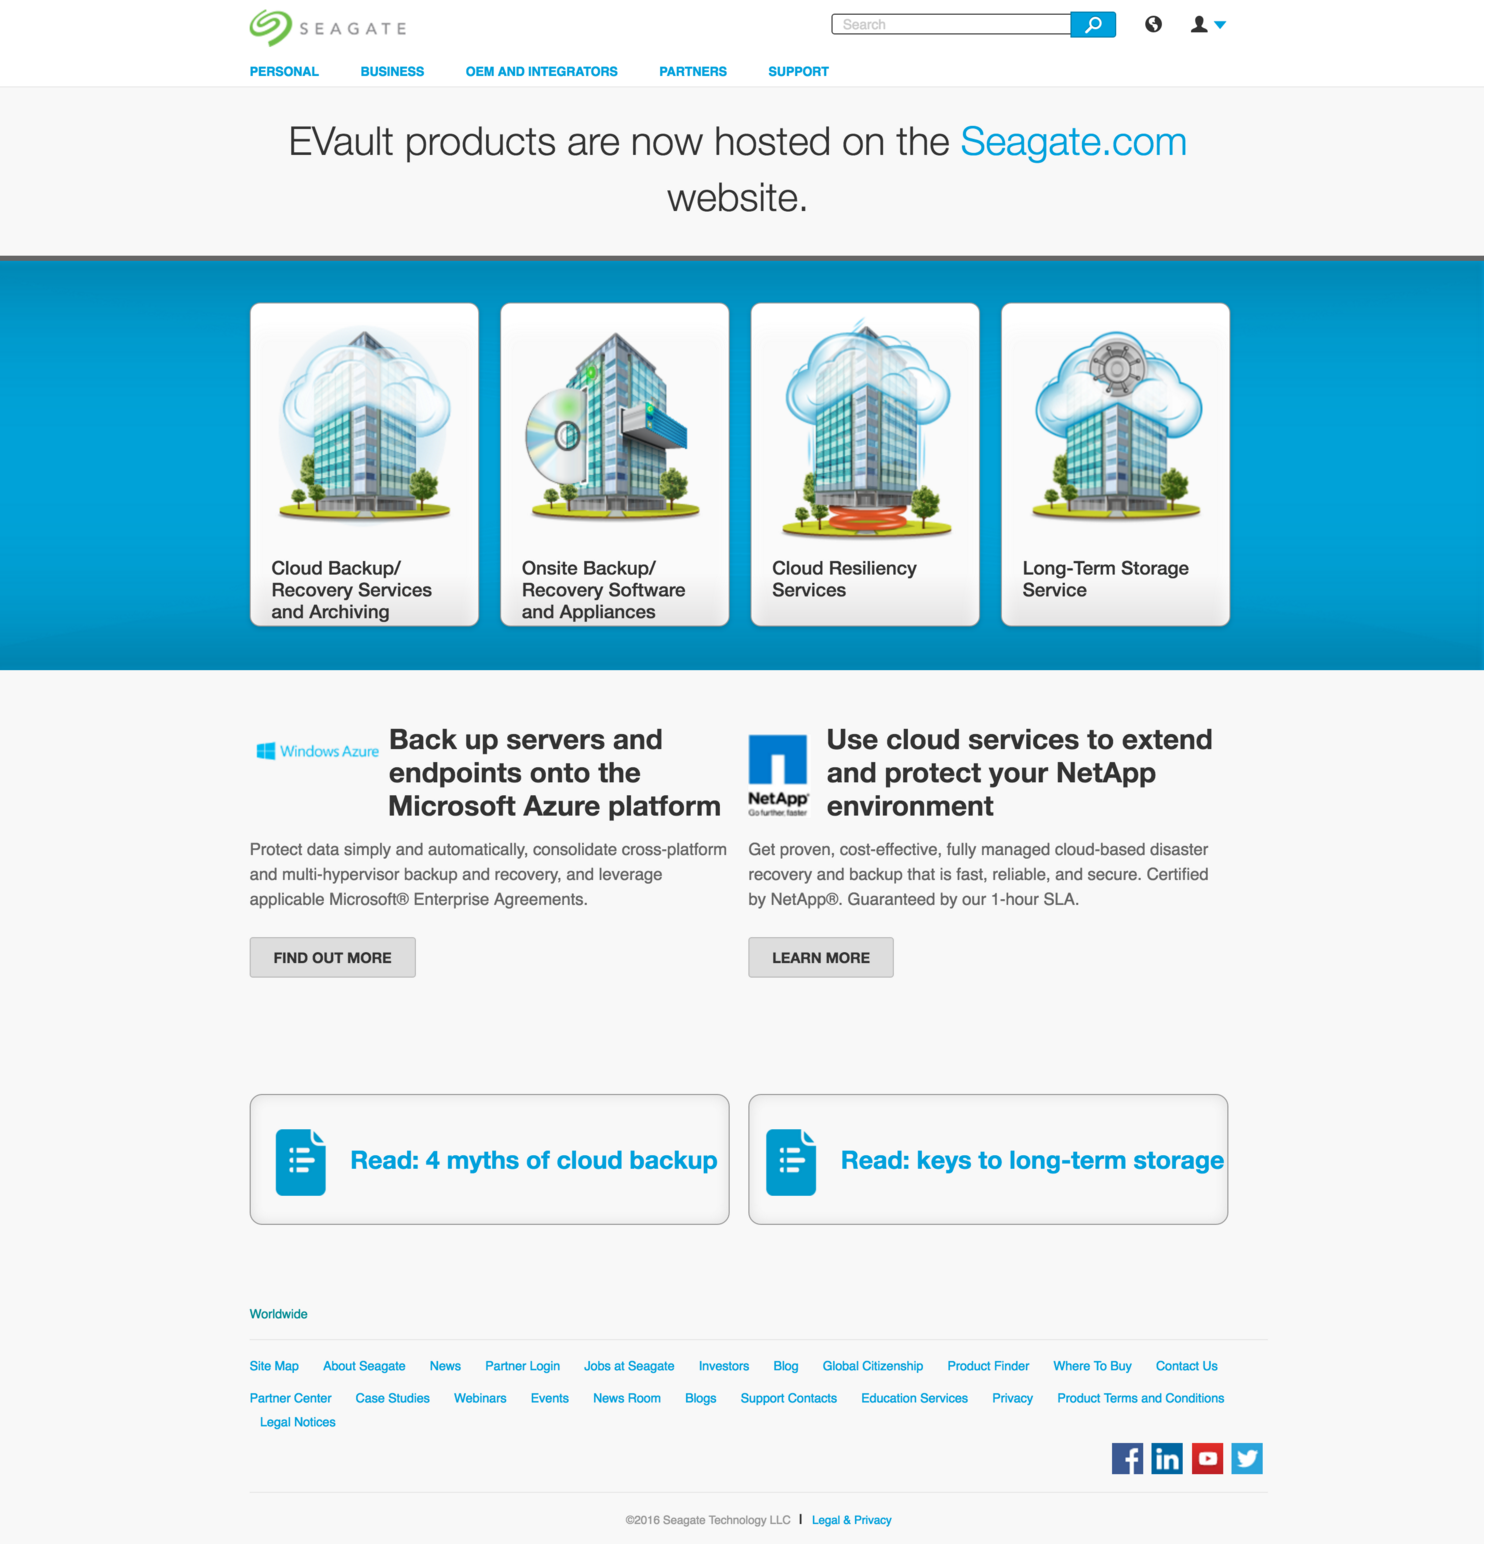 SEAGATE
Search
PERSONAL BUSINESS OEM AND INTEGRATORS PARTNERS SUPPORT
EVault products are now hosted on the Seagate.com
website.
Cloud Backup/
Recovery Services
and Archiving
Onsite Backup/
Recovery Software
and Appliances
Cloud Resiliency
Services
Long-Term Storage
Service
Windows Azure
Back up servers and
endpoints onto the
Microsoft Azure platform
Protect data simply and automatically, consolidate cross-platform
and multi-hypervisor backup and recovery, and leverage
applicable Microsoft® Enterprise Agreements.
FIND OUT MORE
NetApp®
Go further, faster
Use cloud services to extend
and protect your NetApp
environment
Get proven, cost-effective, fully managed cloud-based disaster
recovery and backup that is fast, reliable, and secure. Certified
by NetApp®. Guaranteed by our 1-hour SLA.
LEARN MORE
Read: 4 myths of cloud backup
Read: keys to long-term storage
Worldwide
Site Map About Seagate News Partner Login Jobs at Seagate Investors Blog Global Citizenship Product Finder Where To Buy Contact Us
Partner Center Case Studies Webinars Events News Room Blogs Support Contacts Education Services Privacy Product Terms and Conditions
Legal Notices
f in
©2016 Seagate Technology LLC | Legal & Privacy